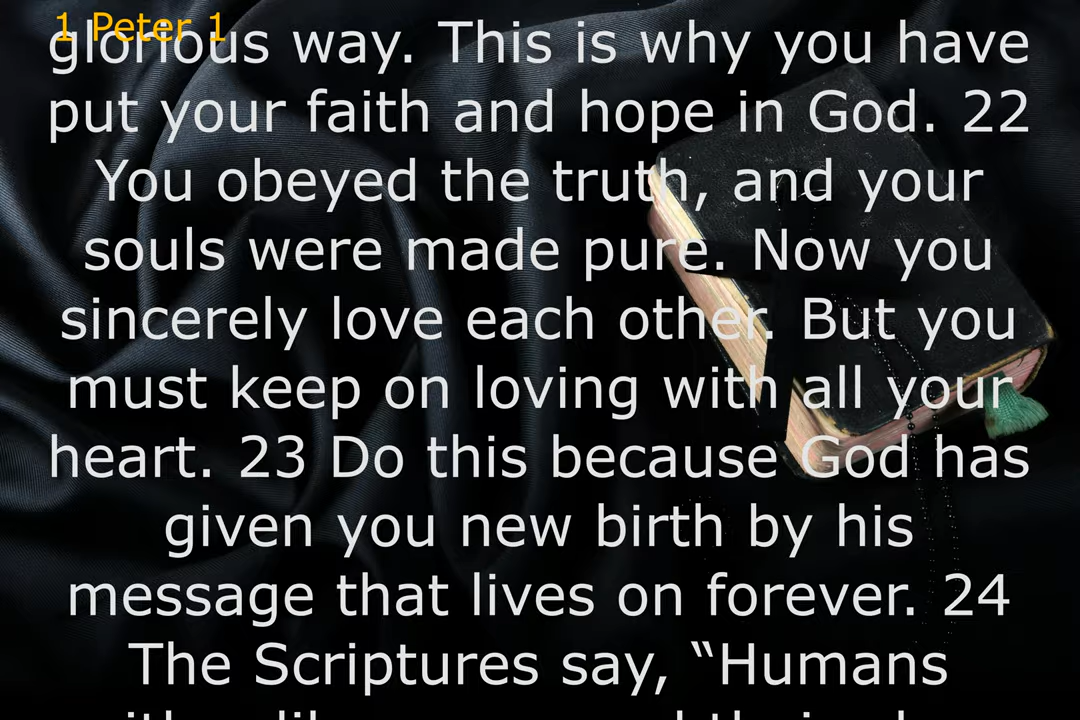 1 Peter 1
glorious way. This is why you have
put your faith and hope in God. 22
You obeyed the truth, and your
souls were made pure. Now you
sincerely love each other. But you
must keep on loving with all your
heart. 23 Do this because God has
given you new birth by his
message that lives on forever. 24
The Scriptures say, “Humans